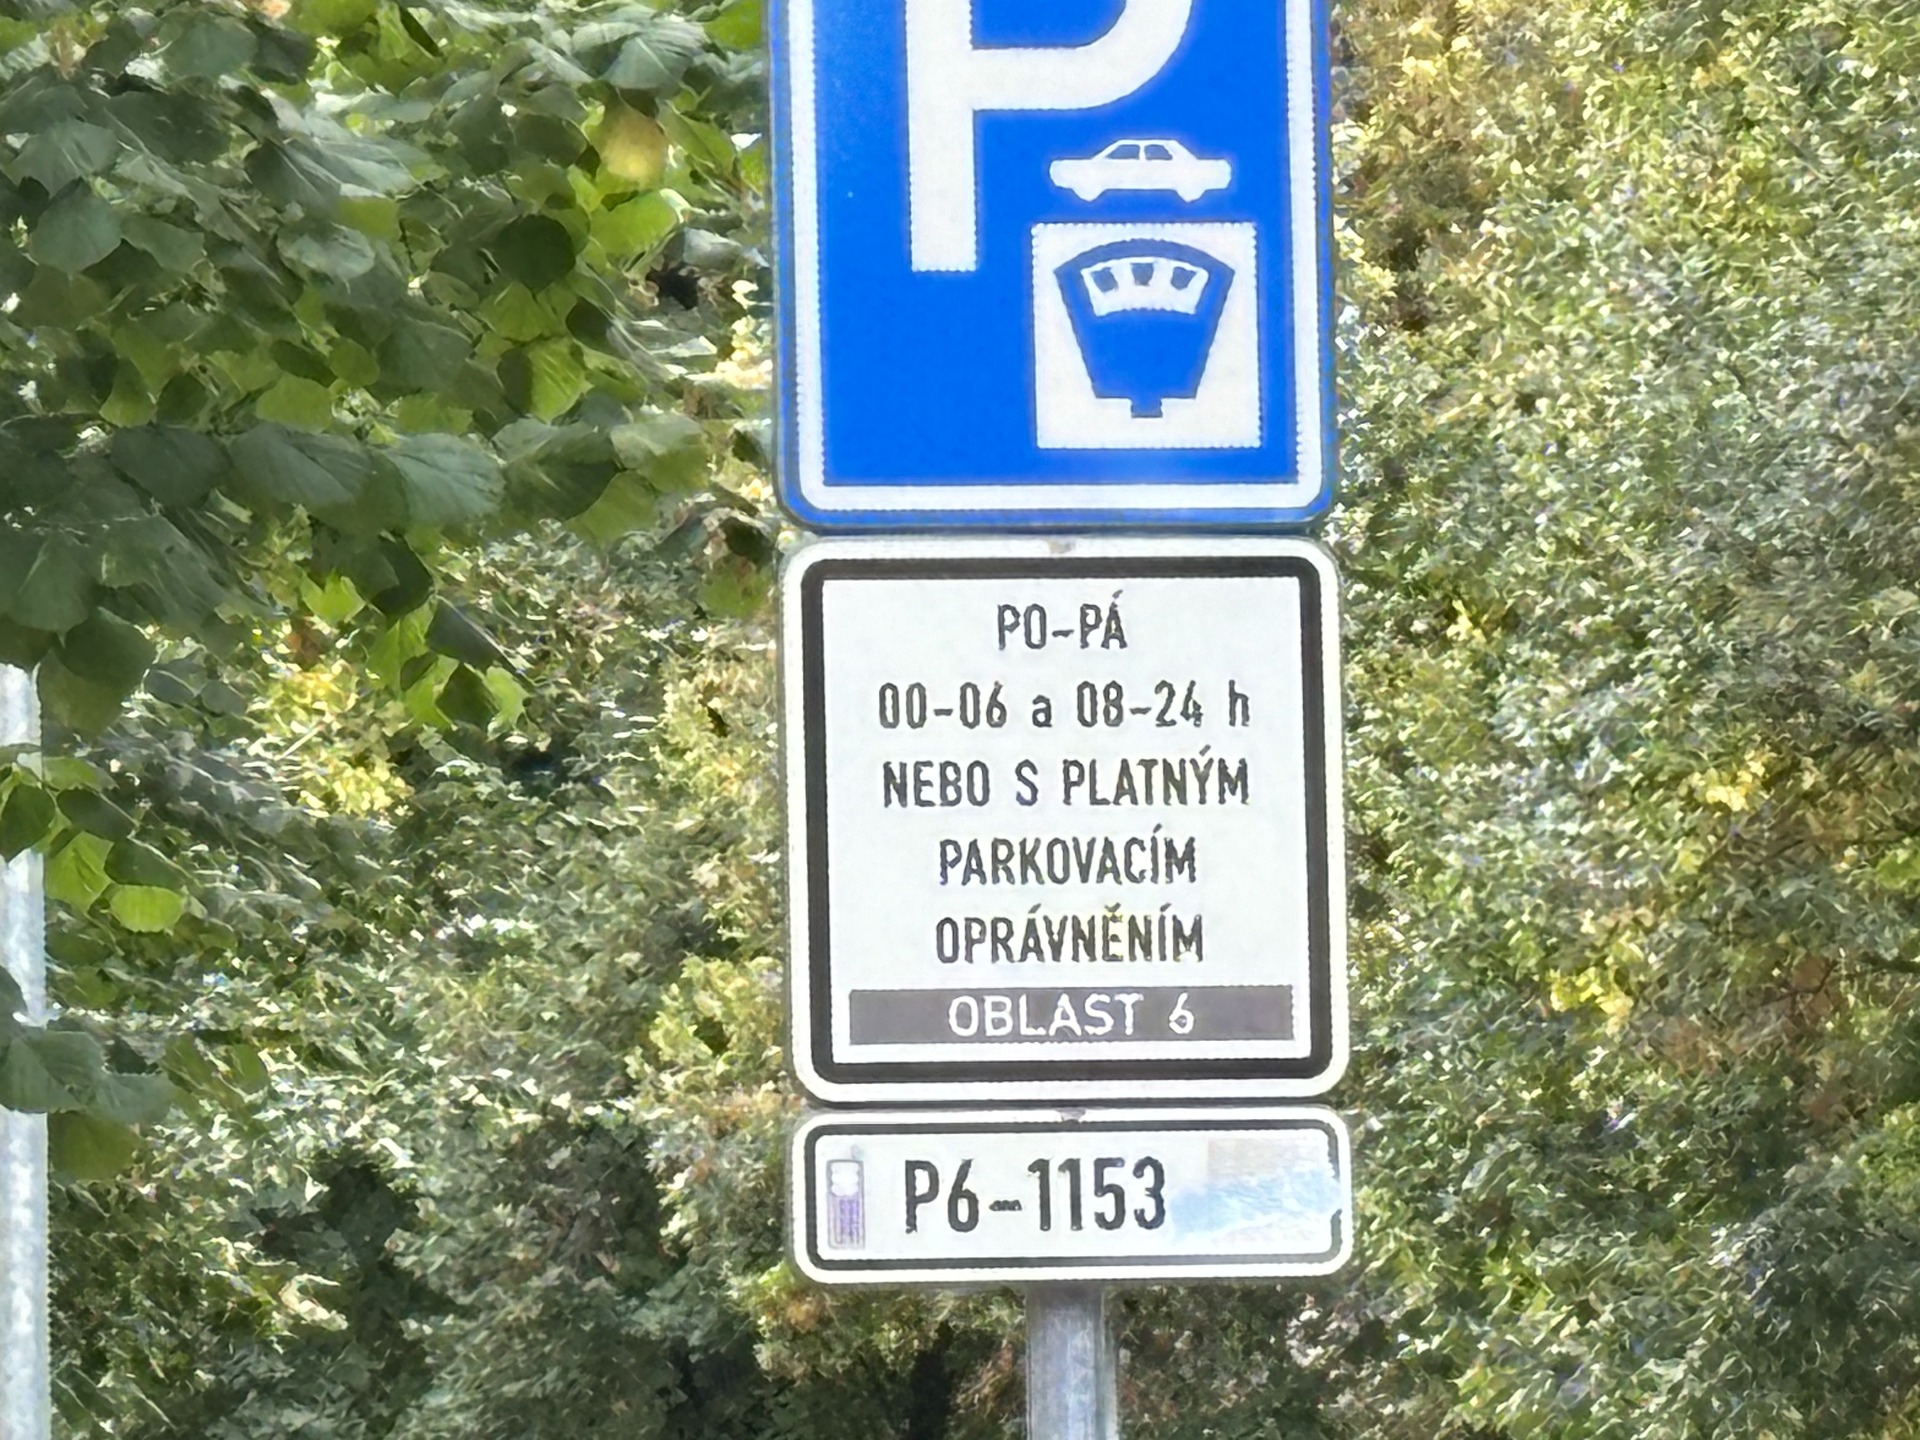 P
PO-PÁ
00-06 a 08-24 h
NEBO S PLATNÝM
PARKOVACÍM
OPRÁVNĚNÍM
OBLAST 6
P6-1153